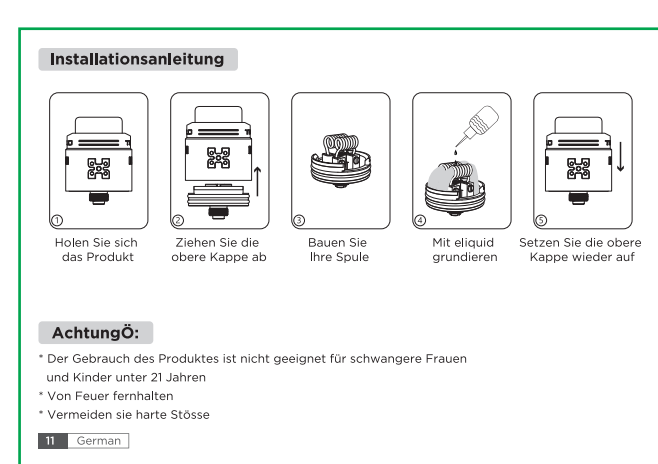 Installationsanleitung
1
2
3
4
5
Holen Sie sich
das Produkt
Ziehen Sie die
obere Kappe ab
Bauen Sie
Ihre Spule
Mit eliquid
grundieren
Setzen Sie die obere
Kappe wieder auf
AchtungÖ:
* Der Gebrauch des Produktes ist nicht geeignet für schwangere Frauen
und Kinder unter 21 Jahren
* Von Feuer fernhalten
* Vermeiden sie harte Stösse
11 German